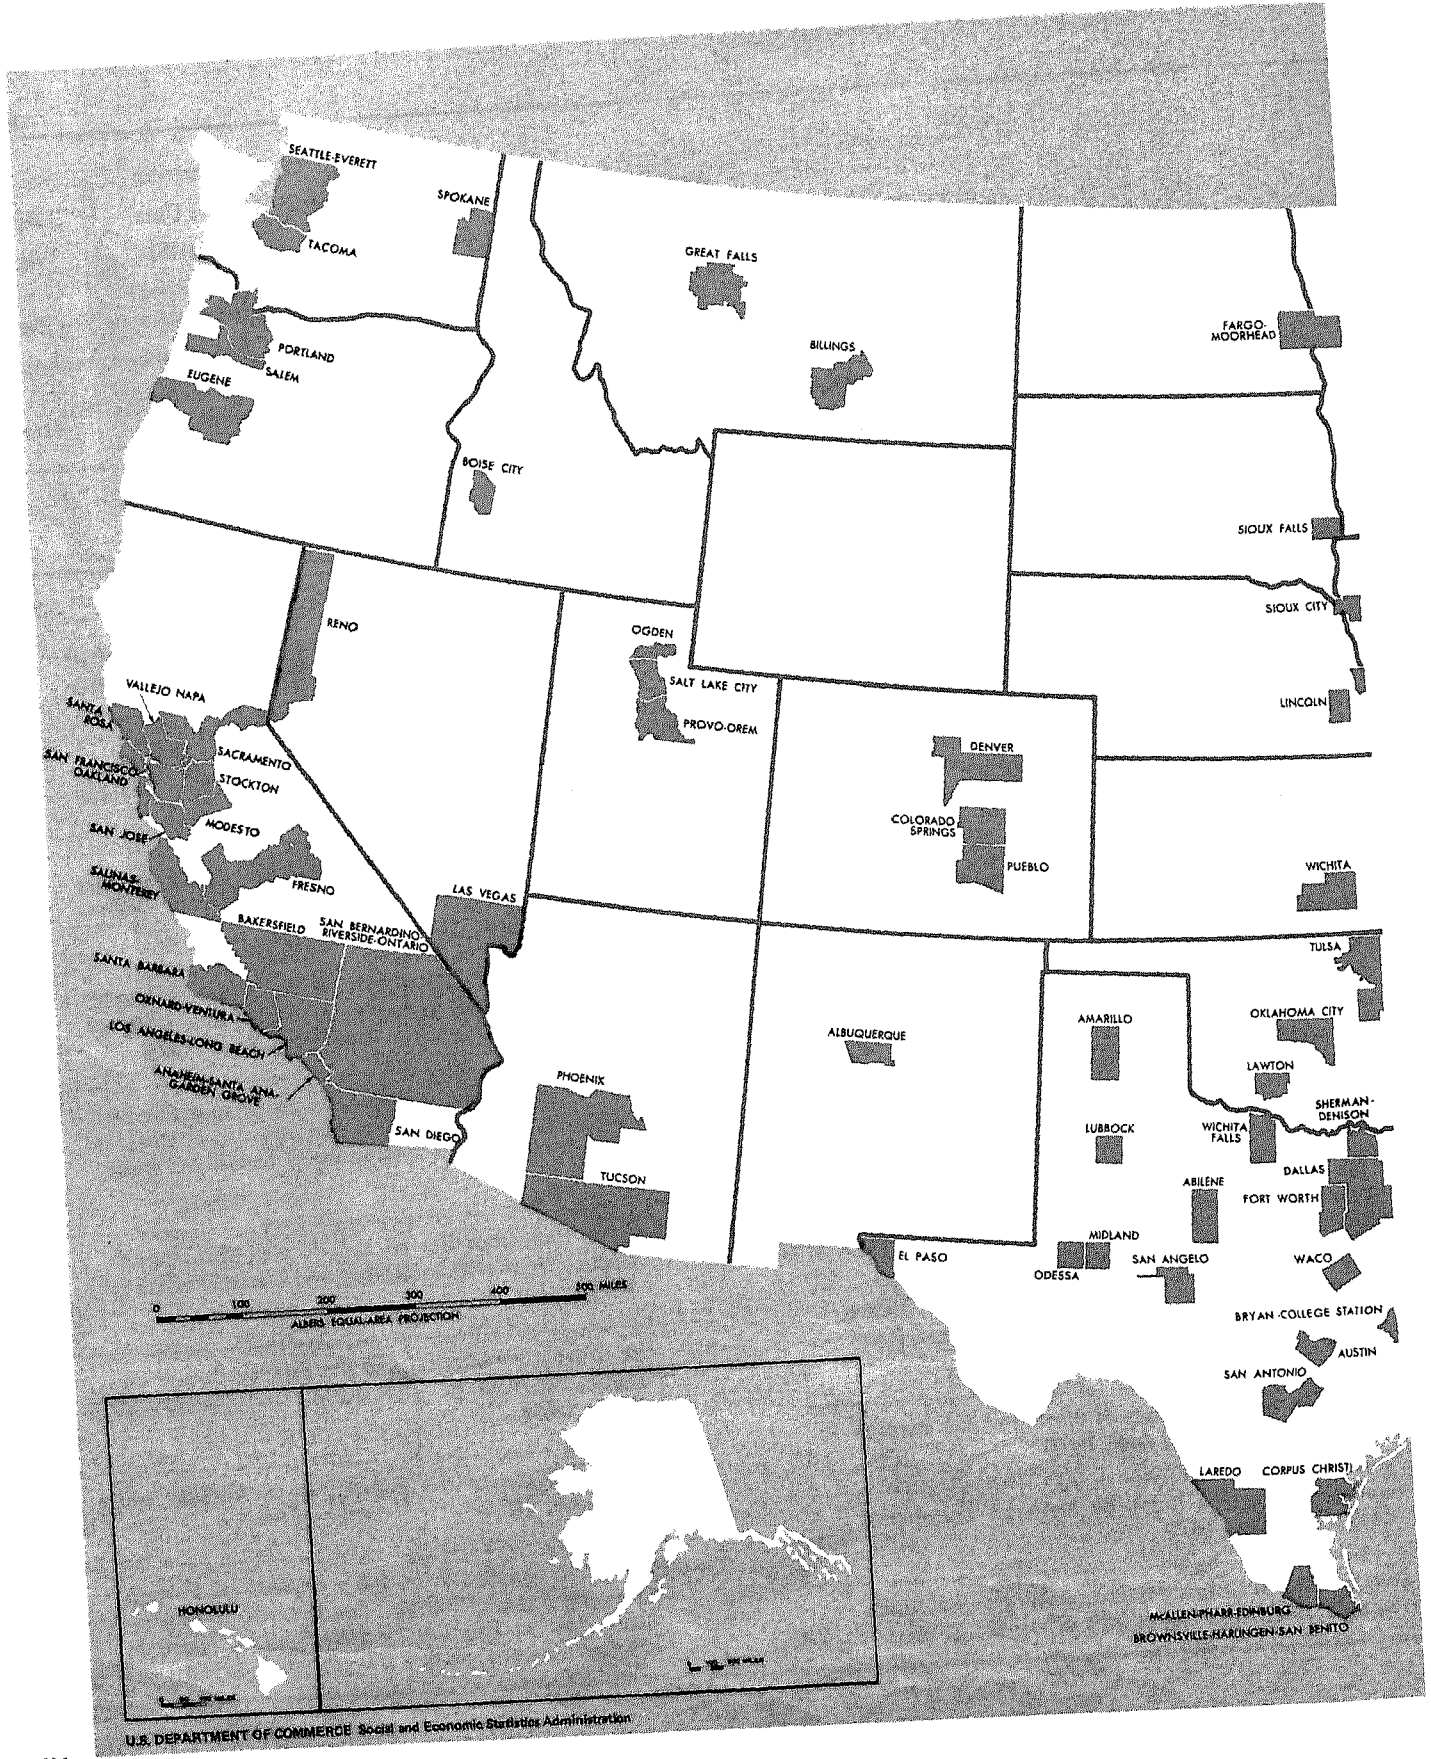 SEATTLE-EVERETT
SPOKANE
TACOMA
GREAT FALLS
FARGO-
MOORHEAD
BILLINGS
PORTLAND
SALEM
EUGENE
BOISE CITY
SIOUX FALLS
SIOUX CITY
RENO
OGDEN
SALT LAKE CITY
PROVO-OREM
LINCOLN
VALLEJO NAPA
SANTA
ROSA
SACRAMENTO
SAN FRANCISCO-
OAKLAND
STOCKTON
DENVER
SAN JOSE
MODESTO
COLORADO
SPRINGS
PUEBLO
SALINAS-
MONTEREY
FRESNO
LAS VEGAS
WICHITA
BAKERSFIELD
SAN BERNARDINO-
RIVERSIDE-ONTARIO
TULSA
SANTA BARBARA
OXNARD-VENTURA
LOS ANGELES-LONG BEACH
ANAHEIM-SANTA ANA-
GARDEN GROVE
SAN DIEGO
ALBUQUERQUE
AMARILLO
OKLAHOMA CITY
LAWTON
PHOENIX
SHERMAN-
DENISON
LUBBOCK
WICHITA
FALLS
TUCSON
DALLAS
ABILENE
FORT WORTH
MIDLAND
EL PASO
ODESSA
SAN ANGELO
WACO
BRYAN-COLLEGE STATION
AUSTIN
SAN ANTONIO
0 100 200 300 400 500 MILES
ALBERS EQUAL-AREA PROJECTION
LAREDO
CORPUS CHRISTI
HONOLULU
McALLEN-PHARR-EDINBURG
BROWNSVILLE-HARLINGEN-SAN BENITO
U.S. DEPARTMENT OF COMMERCE Social and Economic Statistics Administration